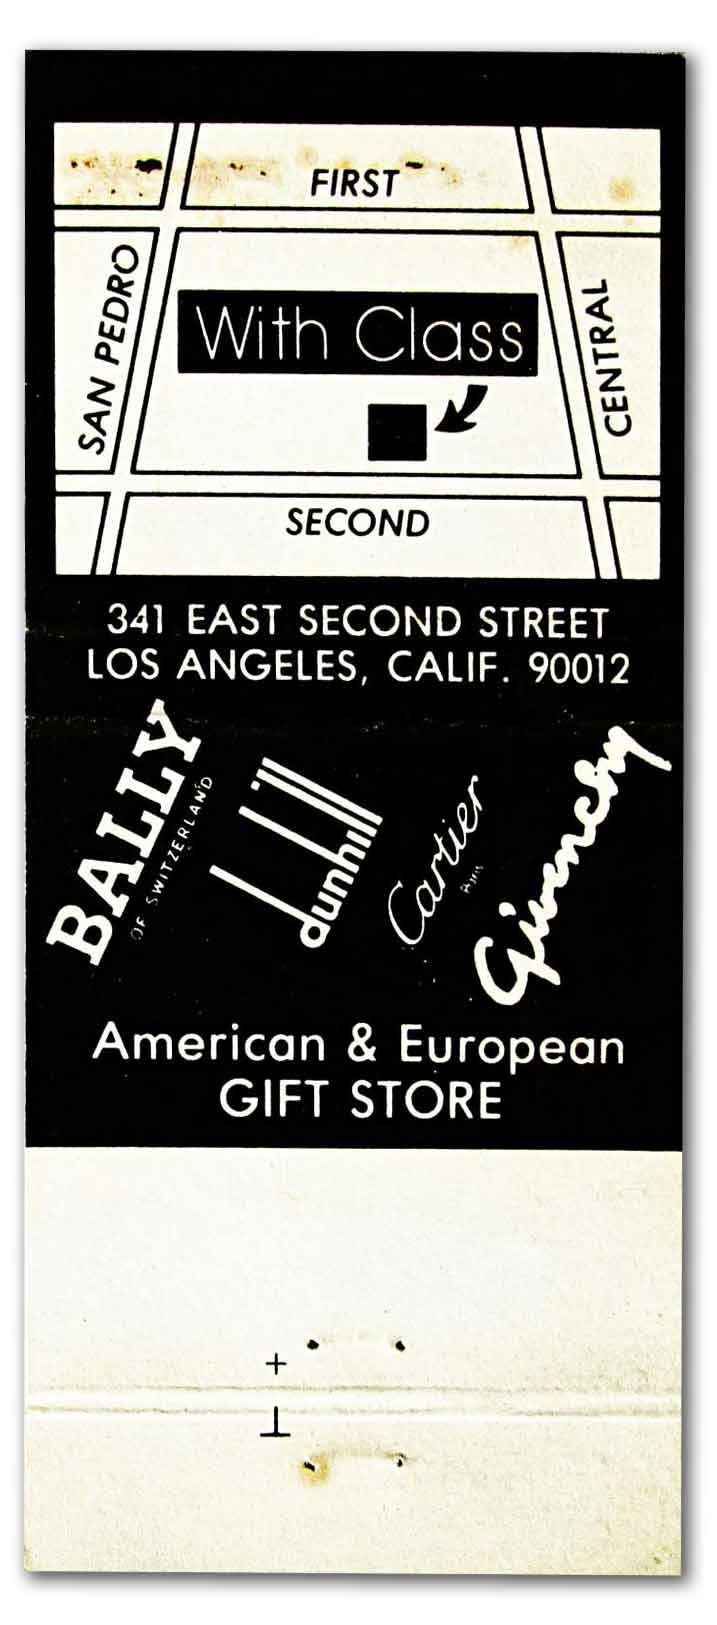 FIRST
SAN PEDRO
With Class
CENTRAL
SECOND
341 EAST SECOND STREET
LOS ANGELES, CALIF. 90012
BALLY
OF SWITZERLAND
dunhill
Cartier
Paris
Givenchy
American & European
GIFT STORE